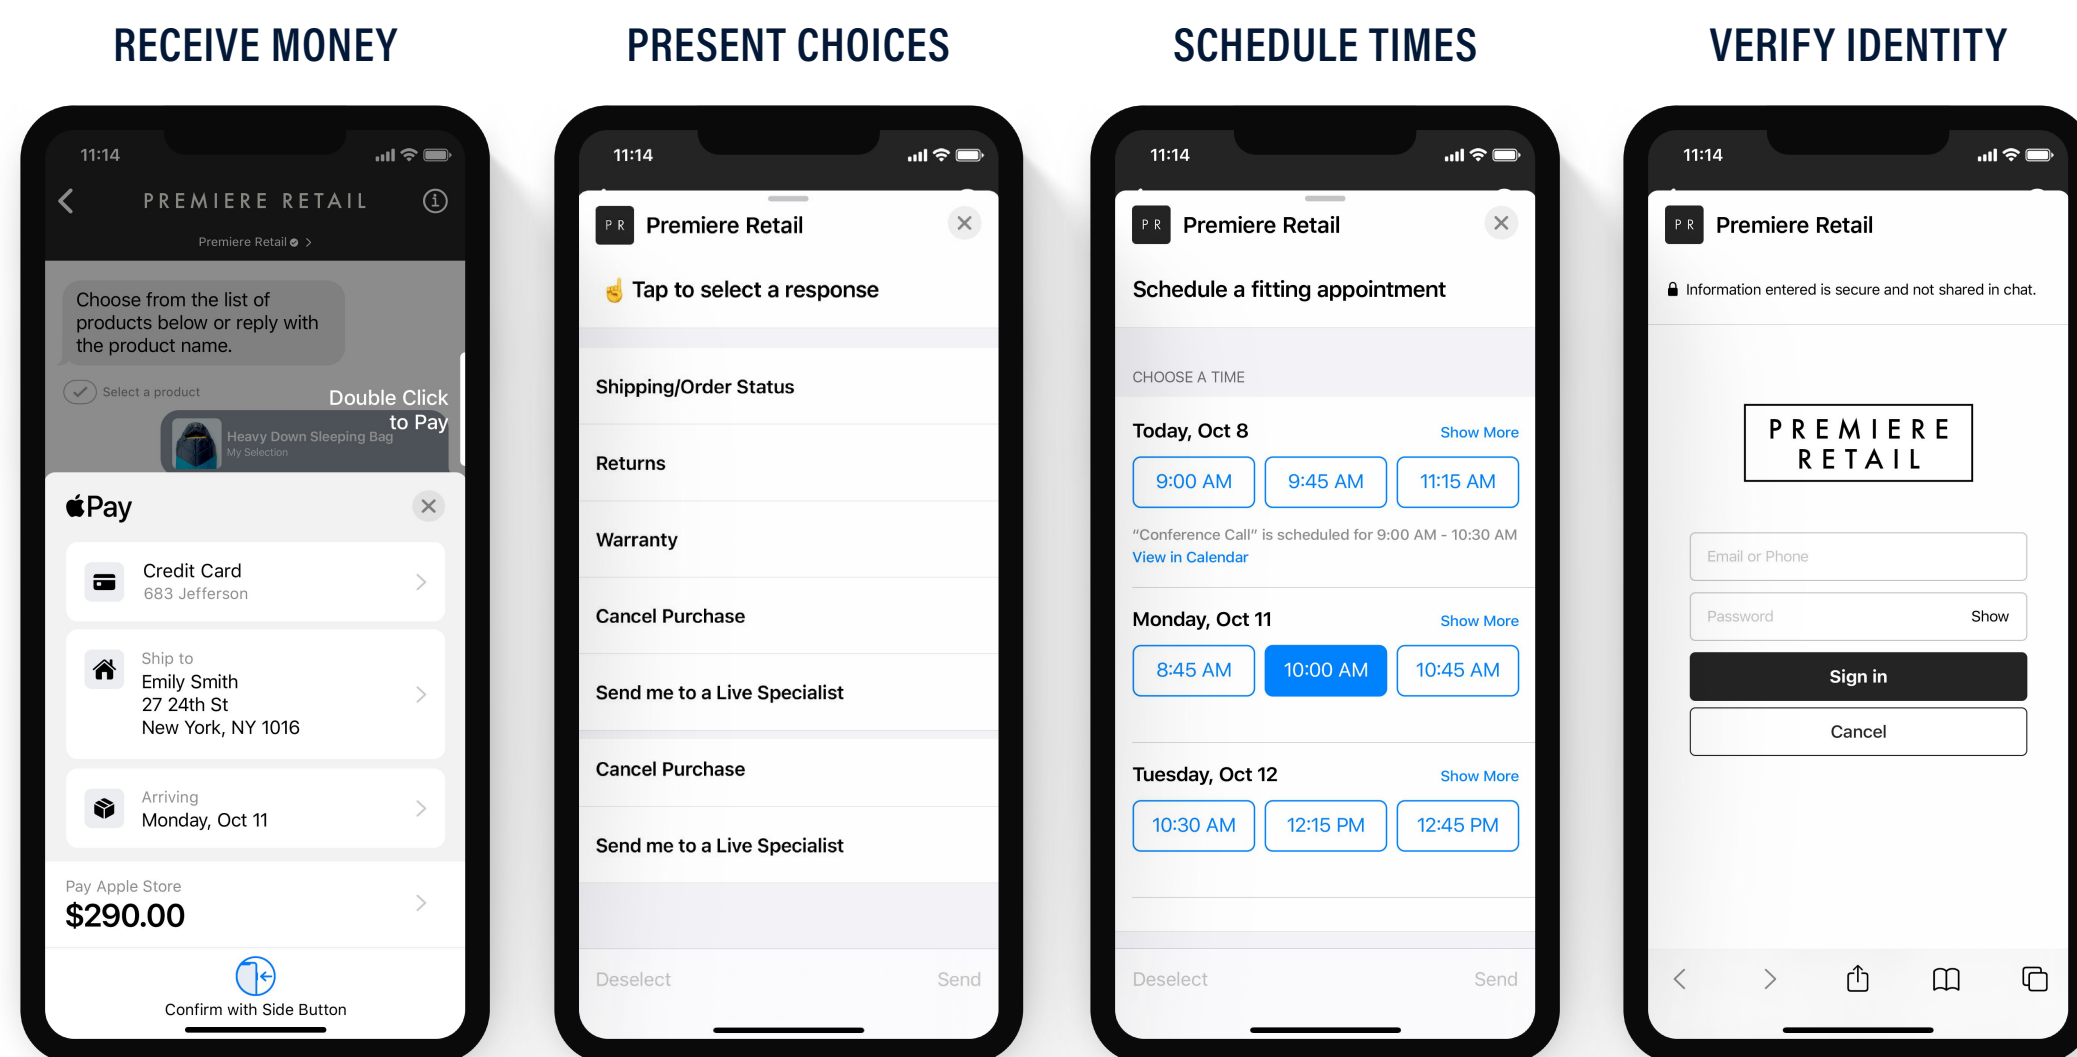 RECEIVE MONEY
11:14
PREMIERE RETAIL
Premiere Retail
Choose from the list of
products below or reply with
the product name.
Select a product
Double Click
to Pay
Heavy Down Sleeping Bag
My Selection
Pay
Credit Card
683 Jefferson
Ship to
Emily Smith
27 24th St
New York, NY 1016
Arriving
Monday, Oct 11
Pay Apple Store
$290.00
Confirm with Side Button
PRESENT CHOICES
11:14
P R
Premiere Retail
☝️ Tap to select a response
Shipping/Order Status
Returns
Warranty
Cancel Purchase
Send me to a Live Specialist
Cancel Purchase
Send me to a Live Specialist
Deselect Send
SCHEDULE TIMES
11:14
P R
Premiere Retail
Schedule a fitting appointment
CHOOSE A TIME
Today, Oct 8 Show More
9:00 AM 9:45 AM 11:15 AM
“Conference Call” is scheduled for 9:00 AM - 10:30 AM
View in Calendar
Monday, Oct 11 Show More
8:45 AM 10:00 AM 10:45 AM
Tuesday, Oct 12 Show More
10:30 AM 12:15 PM 12:45 PM
Deselect Send
VERIFY IDENTITY
11:14
P R
Premiere Retail
Information entered is secure and not shared in chat.
PREMIERE
RETAIL
Email or Phone
Password Show
Sign in
Cancel